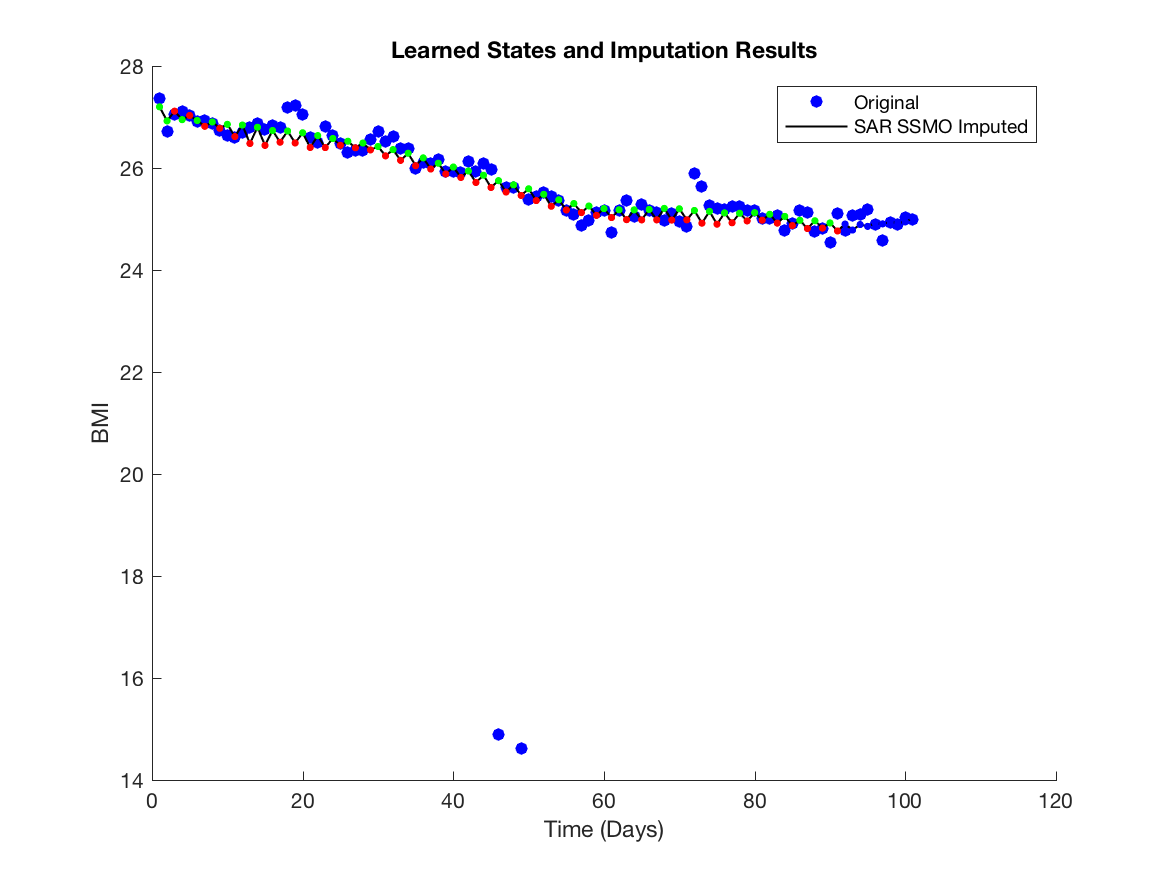 Learned States and Imputation Results
Original
SAR SSMO Imputed
BMI
28
26
24
22
20
18
16
14
0 20 40 60 80 100 120
Time (Days)